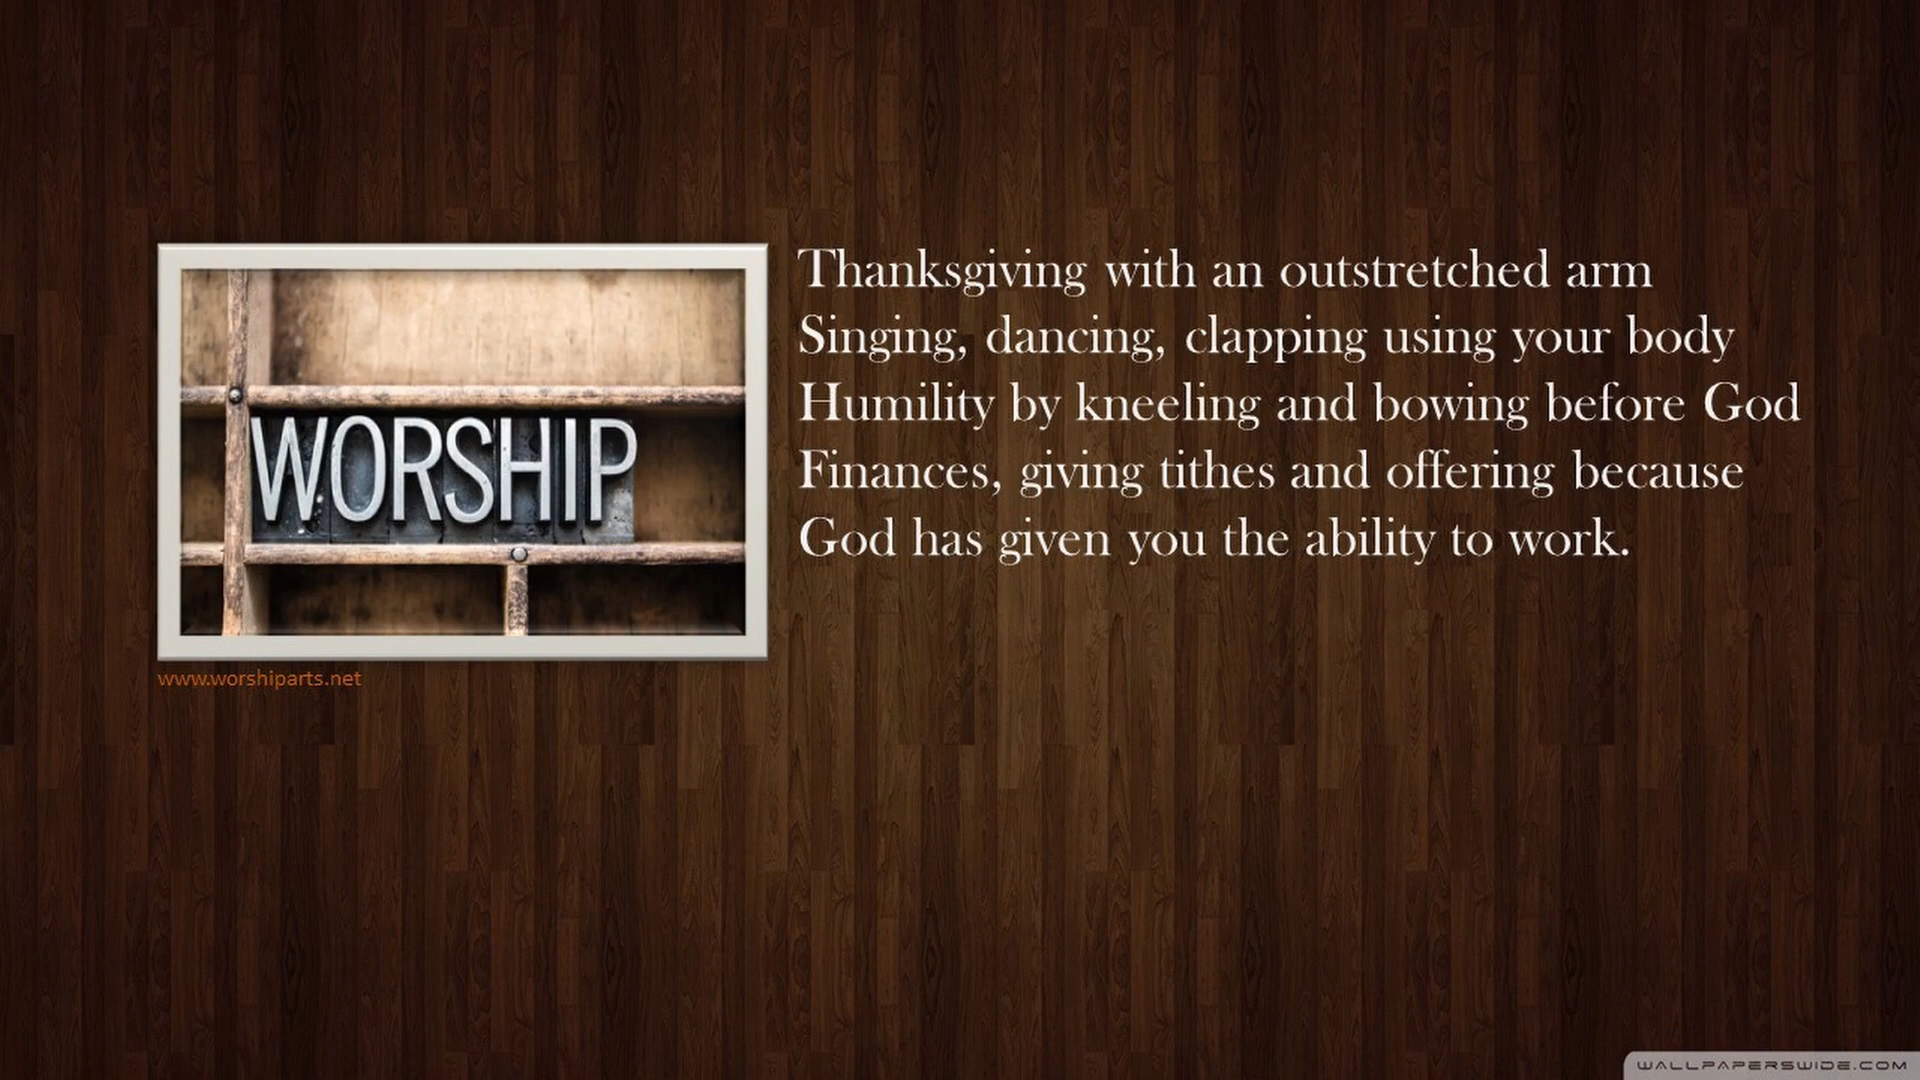 WORSHIP
www.worshiparts.net
Thanksgiving with an outstretched arm
Singing, dancing, clapping using your body
Humility by kneeling and bowing before God
Finances, giving tithes and offering because
God has given you the ability to work.
WALLPAPERSWIDE.COM